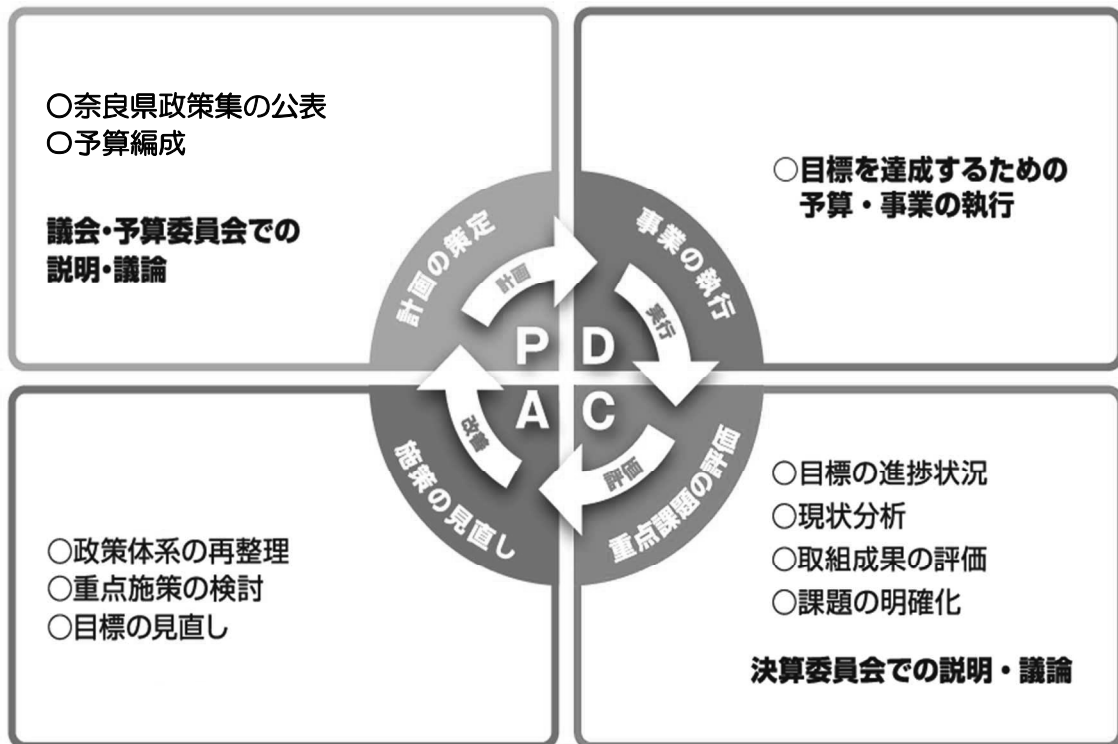 〇奈良県政策集の公表
〇予算編成
議会・予算委員会での
説明・議論
○目標を達成するための
予算・事業の執行
計画の策定
計画
P
事業の執行
実行
D
施策の見直し
改善
A
重点課題の評価
評価
C
○政策体系の再整理
○重点施策の検討
○目標の見直し
○目標の進捗状況
○現状分析
○取組成果の評価
○課題の明確化
決算委員会での説明・議論